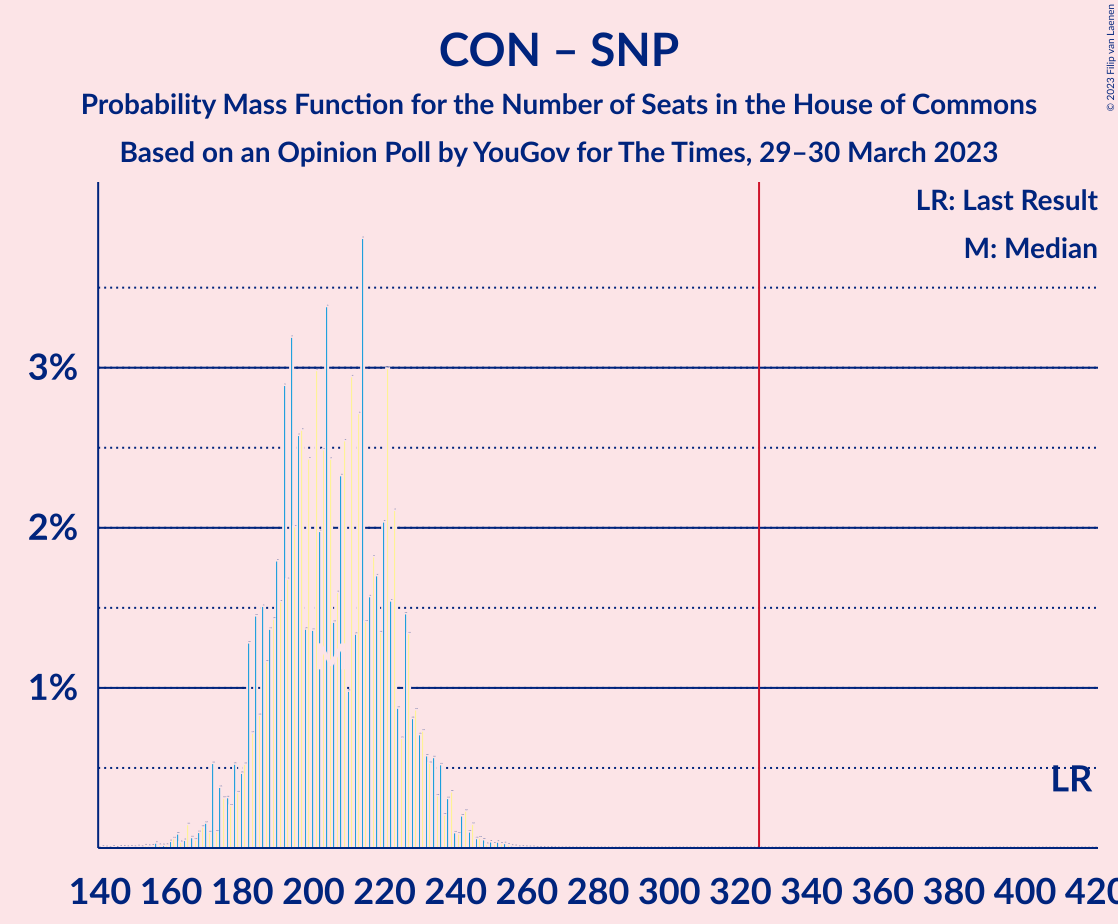 CON – SNP
Probability Mass Function for the Number of Seats in the House of Commons
Based on an Opinion Poll by YouGov for The Times, 29–30 March 2023
© 2023 Filip van Laenen
LR: Last Result
M: Median
3%
2%
1%
M
LR
140 160 180 200 220 240 260 280 300 320 340 360 380 400 420